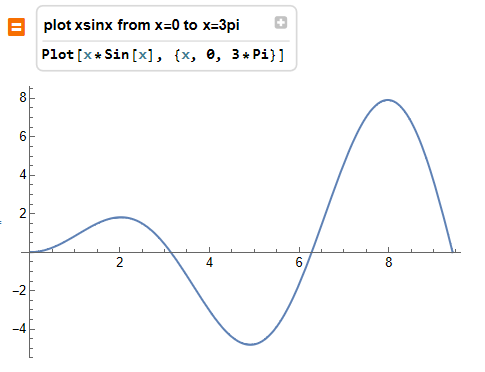 plot xsinx from x=0 to x=3pi
Plot[x*Sin[x], {x, 0, 3*Pi}]
8
6
4
2
2 4 6 8
−2
−4